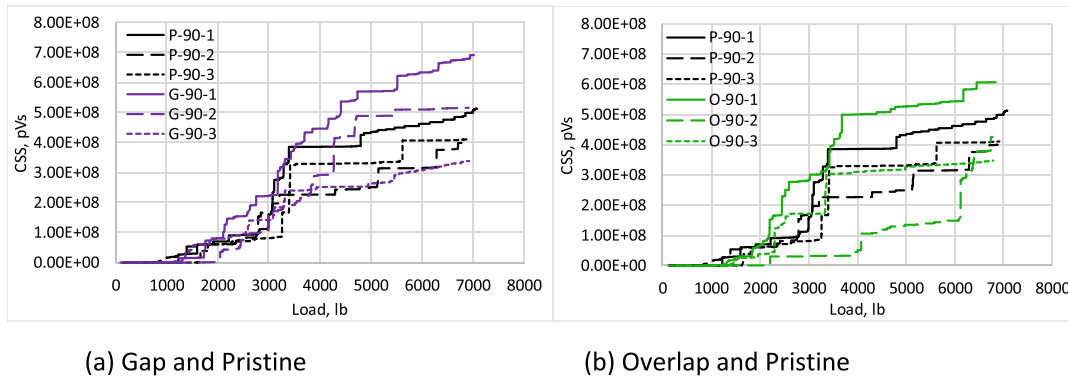 8.00E+08
7.00E+08
6.00E+08
5.00E+08
4.00E+08
3.00E+08
2.00E+08
1.00E+08
0.00E+00
CSS, pVs
P-90-1
P-90-2
P-90-3
G-90-1
G-90-2
G-90-3
0 1000 2000 3000 4000 5000 6000 7000 8000
Load, lb
(a) Gap and Pristine
8.00E+08
7.00E+08
6.00E+08
5.00E+08
4.00E+08
3.00E+08
2.00E+08
1.00E+08
0.00E+00
CSS, pVs
P-90-1
P-90-2
P-90-3
O-90-1
O-90-2
O-90-3
0 1000 2000 3000 4000 5000 6000 7000 8000
Load, lb
(b) Overlap and Pristine